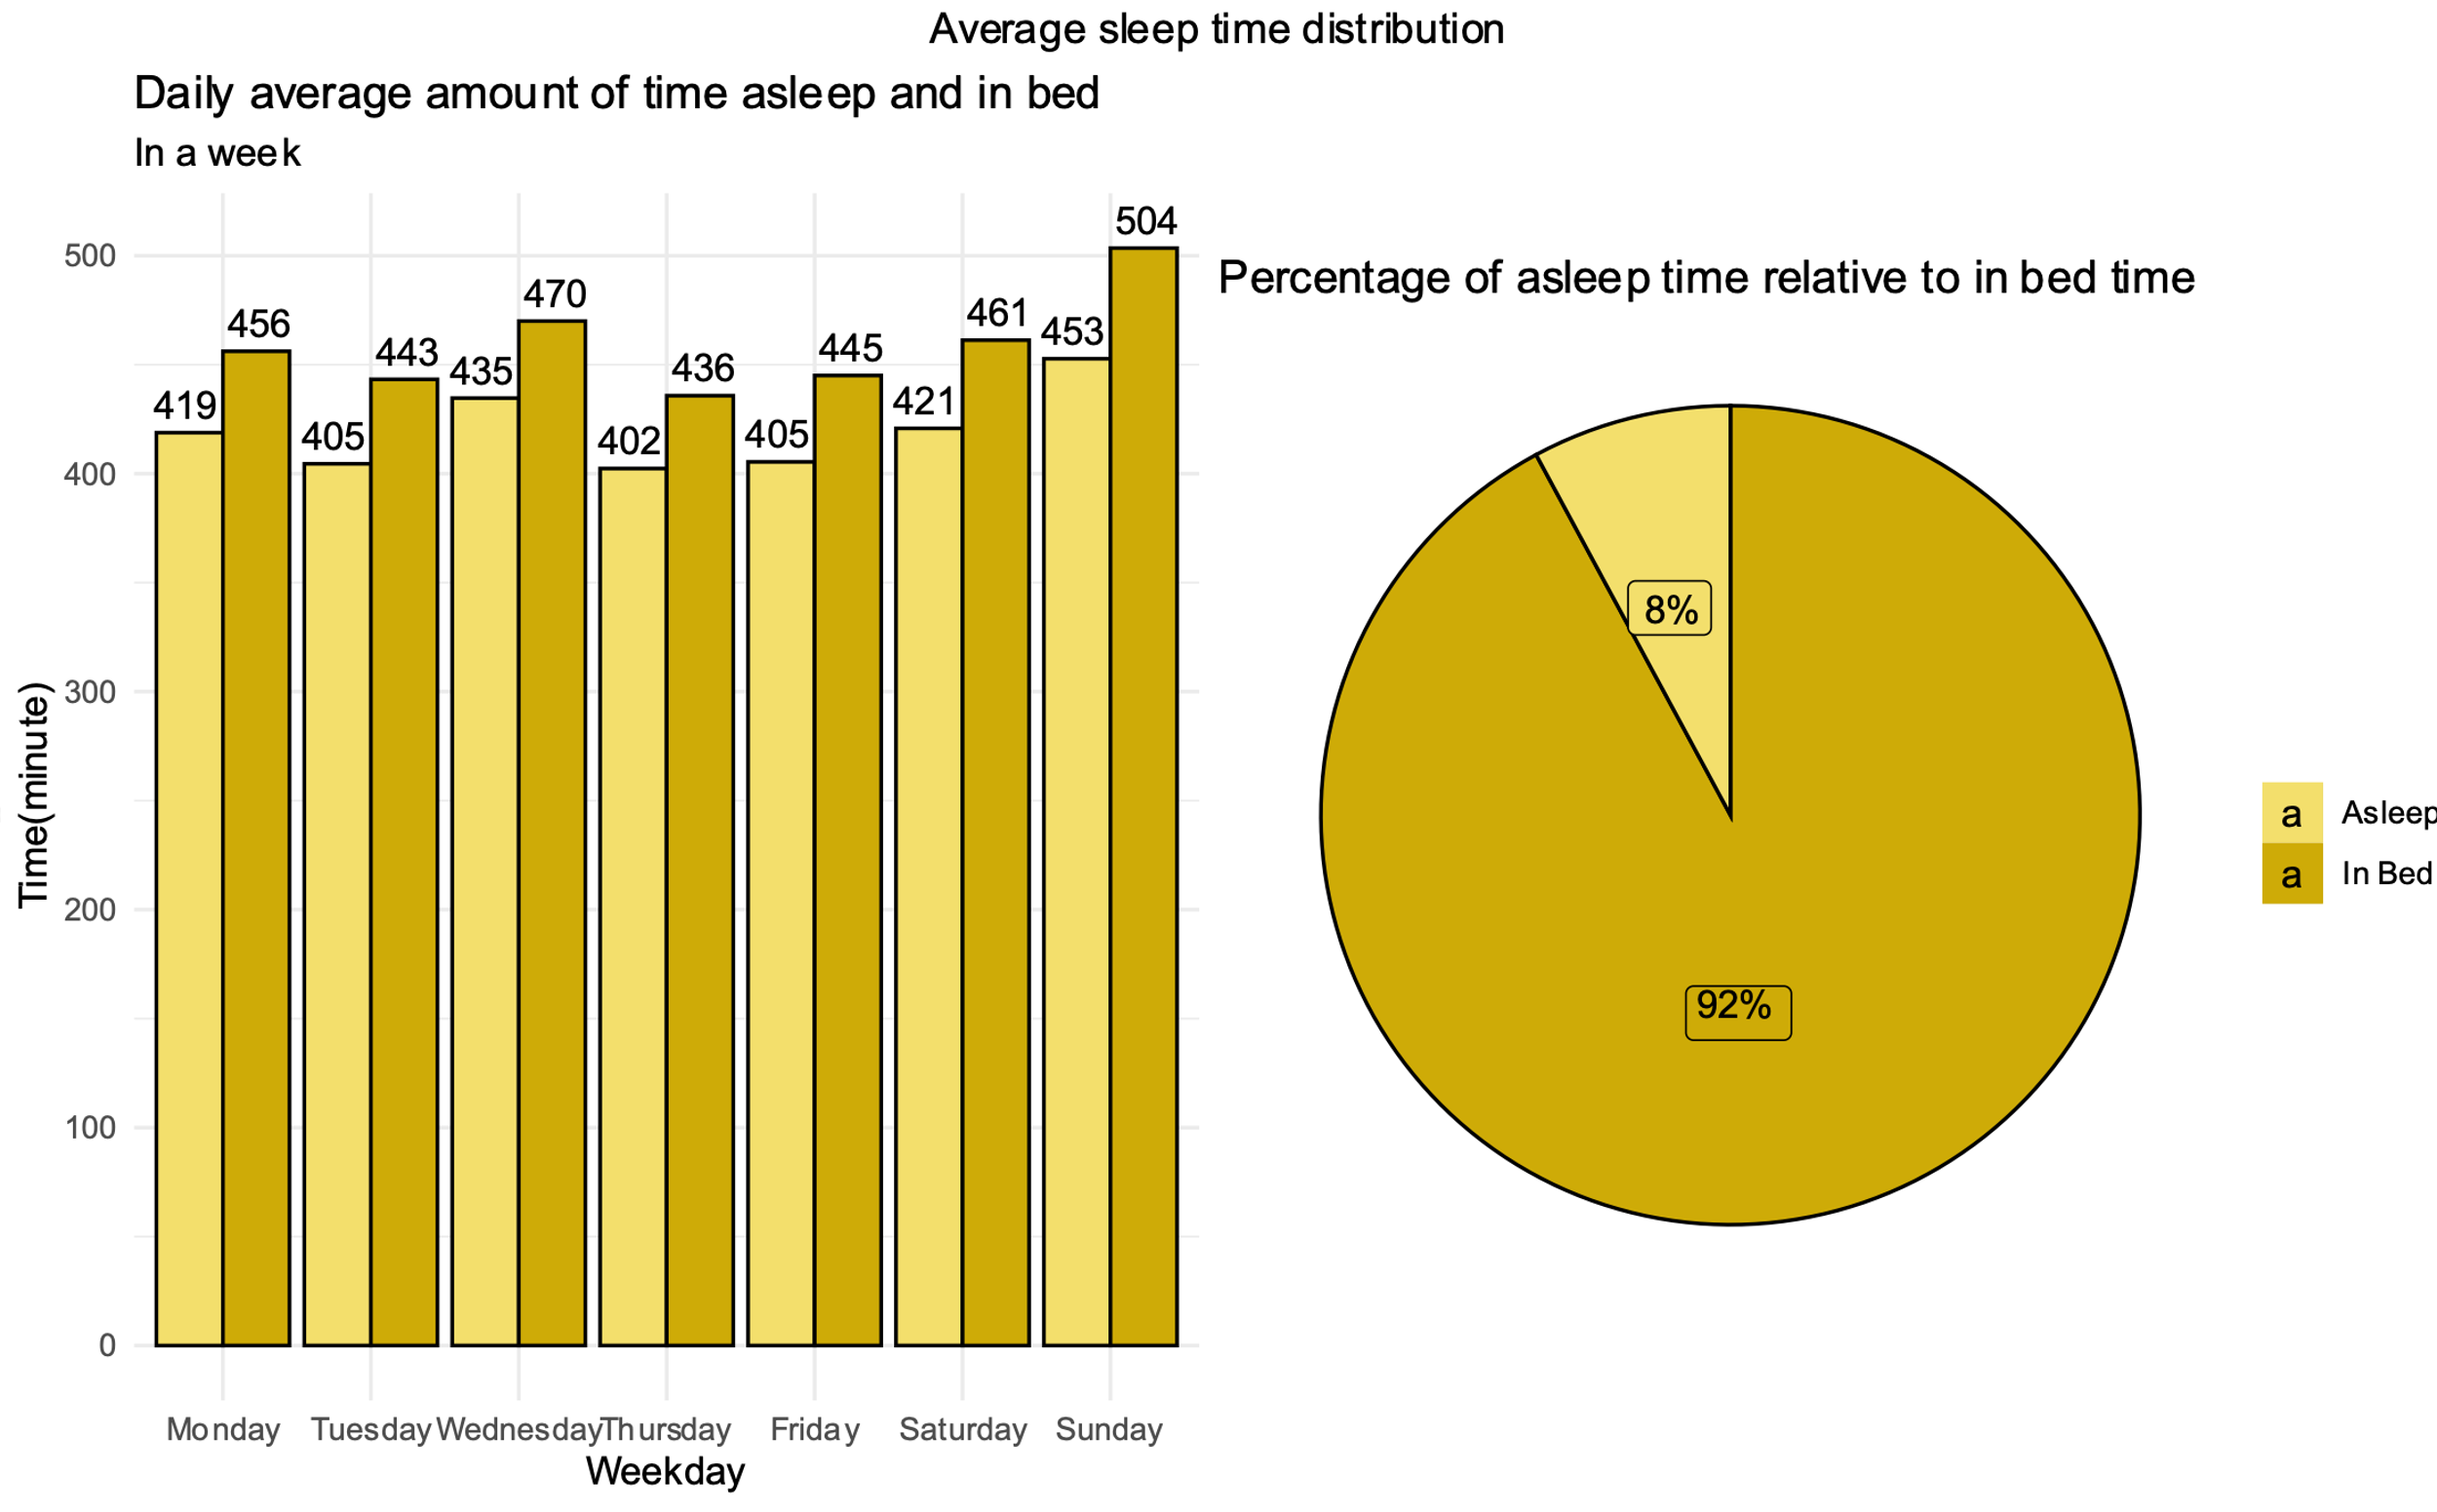 Average sleep time distribution
Daily average amount of time asleep and in bed
In a week
504
470
456
461
453
443
445
435
436
419
421
405
402
405
500
400
300
200
100
0
Time(minute)
Monday Tuesday Wednesday Thursday Friday Saturday Sunday
Weekday
Percentage of asleep time relative to in bed time
8%
92%
a Asleep
a In Bed